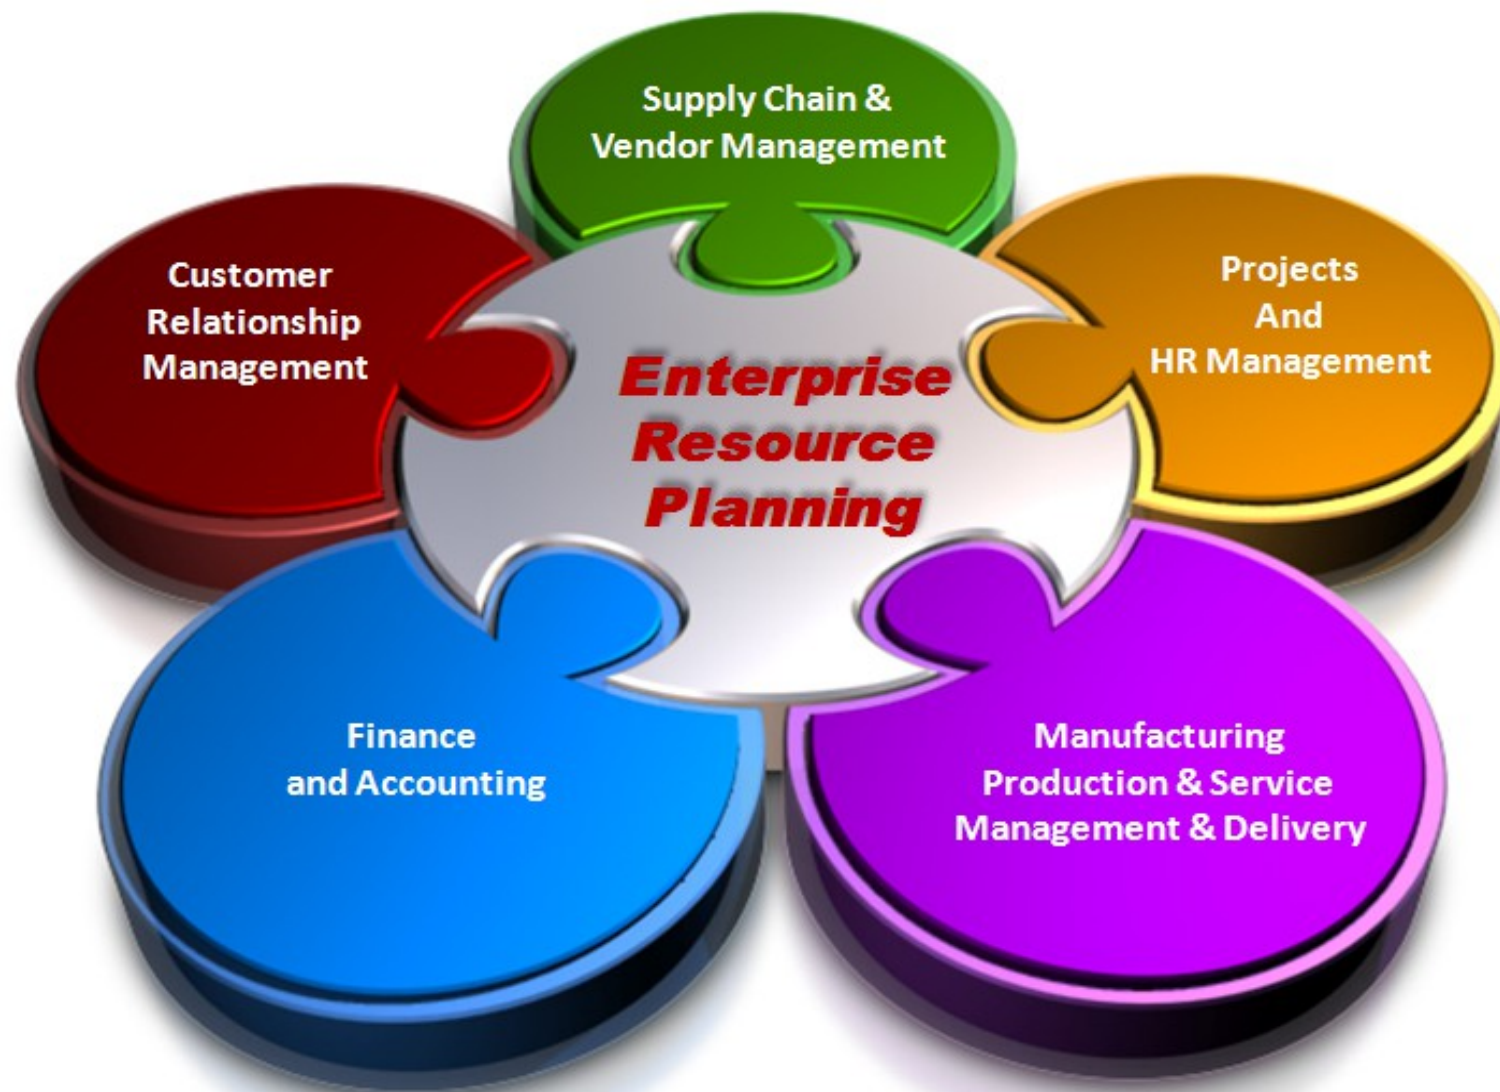 Supply Chain &
Vendor Management
Customer
Relationship
Management
Projects
And
HR Management
Enterprise
Resource
Planning
Finance
and Accounting
Manufacturing
Production & Service
Management & Delivery